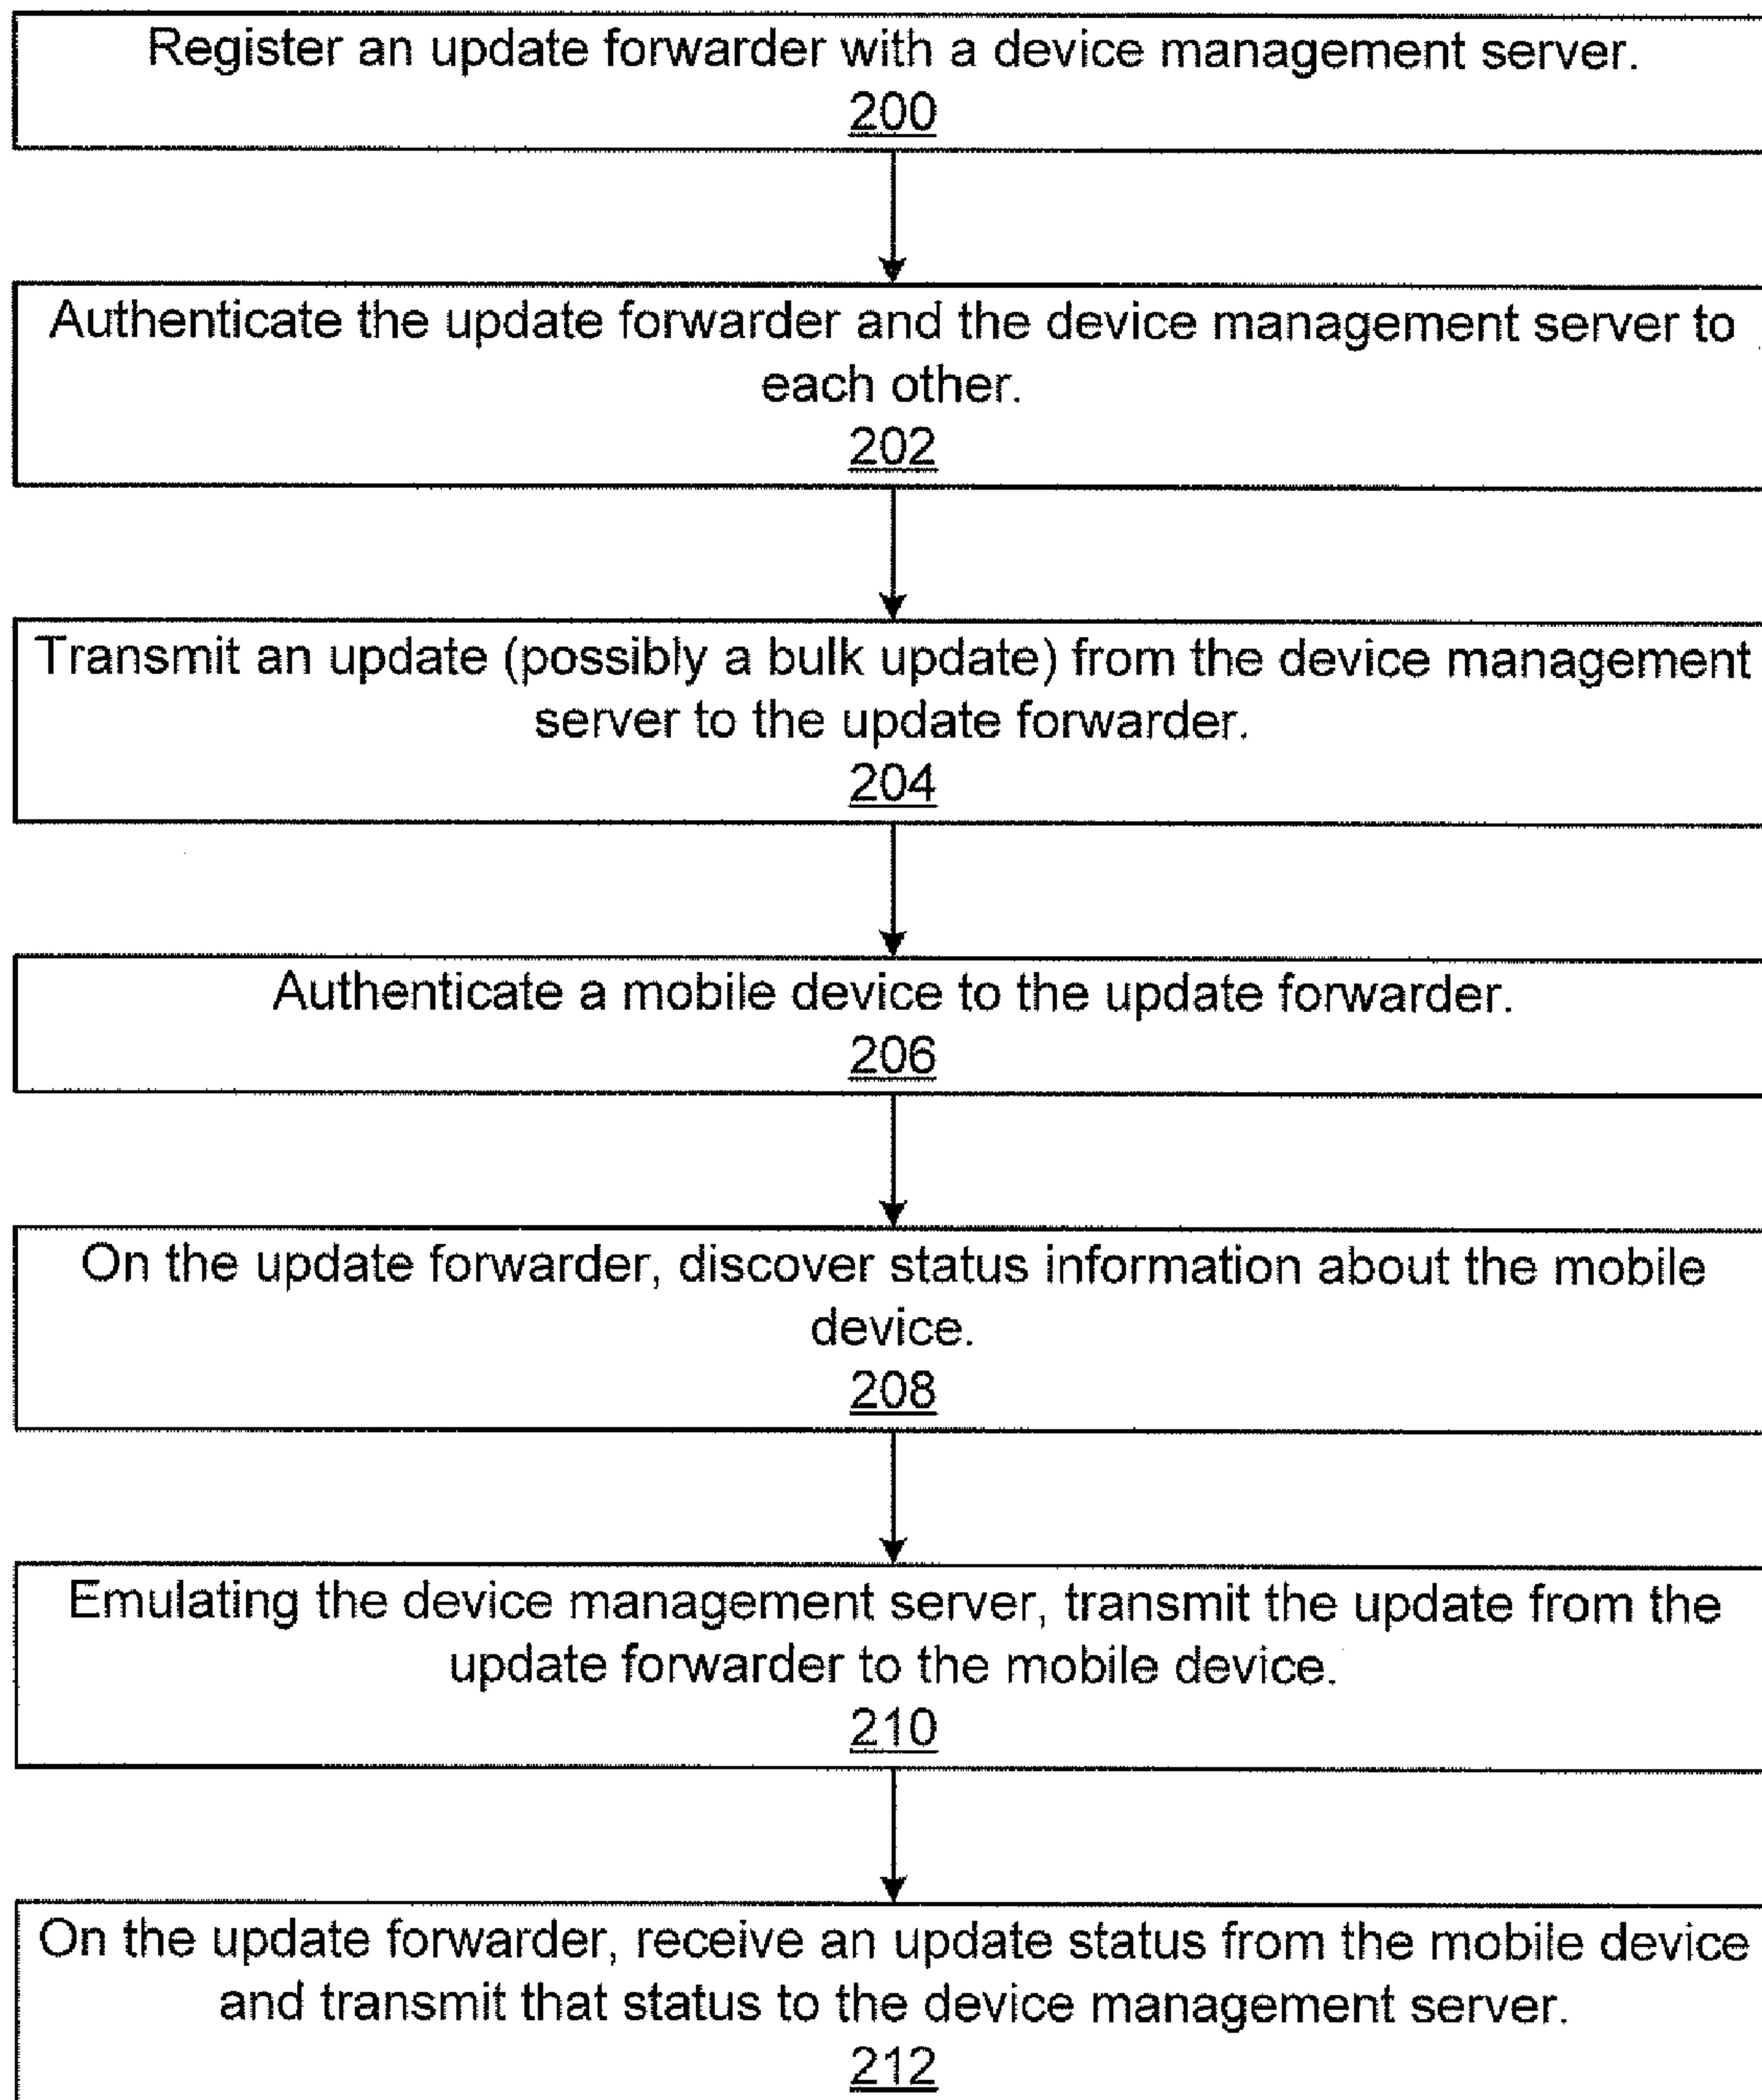 Register an update forwarder with a device management server.
200
Authenticate the update forwarder and the device management server to
each other.
202
Transmit an update (possibly a bulk update) from the device management
server to the update forwarder.
204
Authenticate a mobile device to the update forwarder.
206
On the update forwarder, discover status information about the mobile
device.
208
Emulating the device management server, transmit the update from the
update forwarder to the mobile device.
210
On the update forwarder, receive an update status from the mobile device
and transmit that status to the device management server.
212